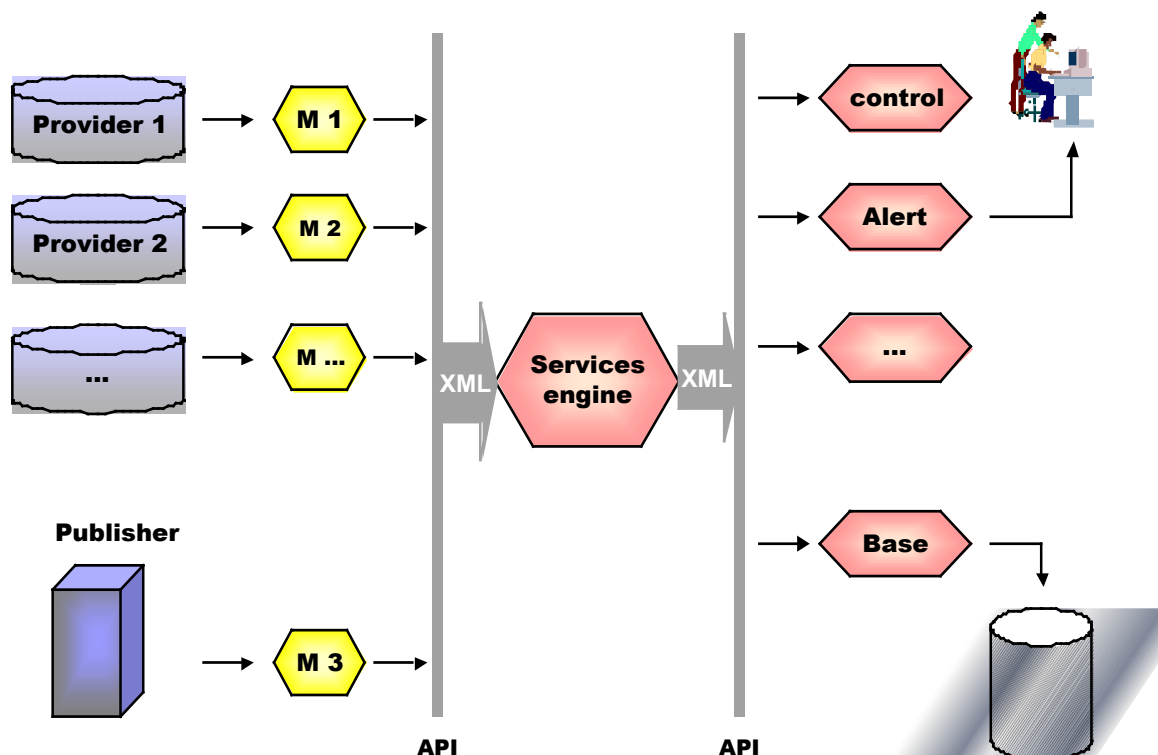 Provider 1
M 1
control
Provider 2
M 2
Alert
...
M ...
XML
Services
engine
XML
...
Publisher
Base
M 3
API
API